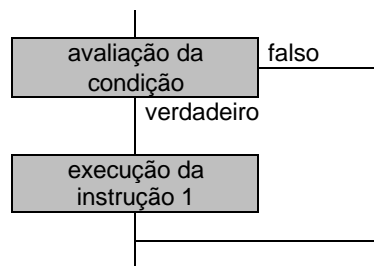 avaliação da
condição
falso
verdadeiro
execução da
instrução 1